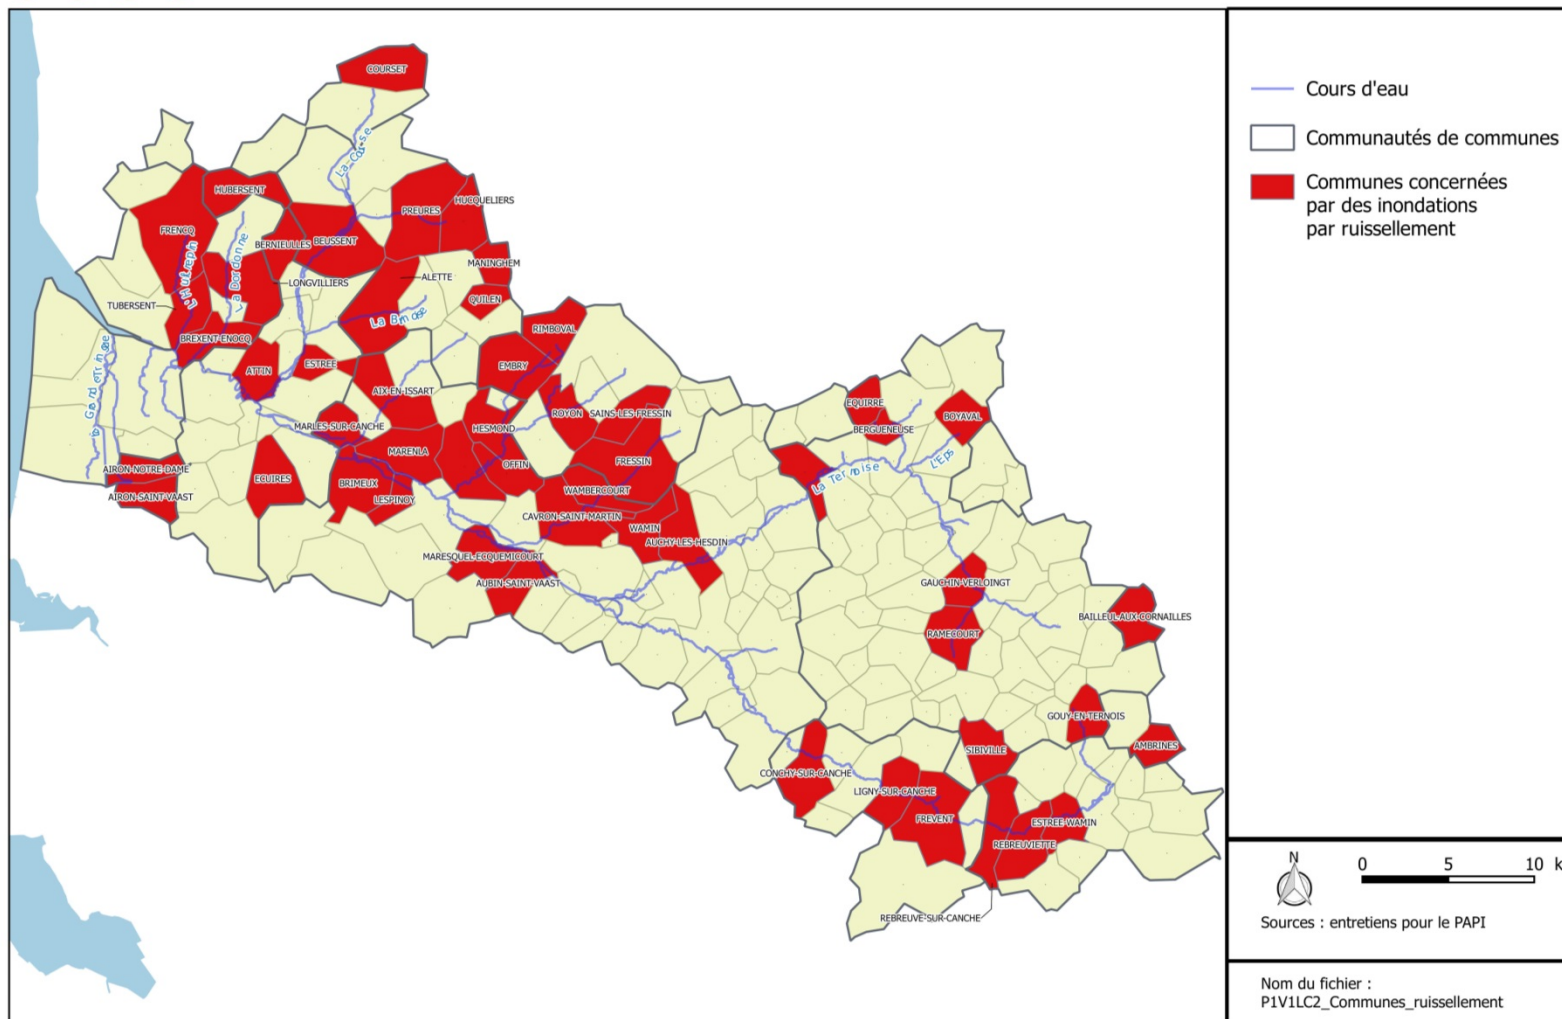 COURSET
La Course
HUBERSENT
HUCQUELIERS
PREURES
FRENCQ
BERNIEULLES
BEUSSENT
L'Huitrepin
La Dordonne
MANINGHEM
ALETTE
LONGVILLIERS
QUILEN
TUBERSENT
La Bimoise
RIMBOVAL
BREXENT-ENOCQ
la Grande Tringue
ATTIN
ESTREE
EMBRY
AIX-EN-ISSART
EQUIRRE
ROYON
SAINS-LES-FRESSIN
BOYAVAL
MARLES-SUR-CANCHE
HESMOND
BERGUENEUSE
MARENLA
L'Eps
FRESSIN
OFFIN
AIRON-NOTRE-DAME
La Ternoise
ECUIRES
BRIMEUX
WAMBERCOURT
AIRON-SAINT-VAAST
LESPINOY
CAVRON-SAINT-MARTIN
WAMIN
AUCHY-LES-HESDIN
MARESQUEL-ECQUEMICOURT
AUBIN-SAINT-VAAST
GAUCHIN-VERLOINGT
BAILLEUL-AUX-CORNAILLES
RAMECOURT
GOUY-EN-TERNOIS
AMBRINES
SIBIVILLE
CONCHY-SUR-CANCHE
LIGNY-SUR-CANCHE
FREVENT
ESTREE-WAMIN
REBREUVIETTE
REBREUVE-SUR-CANCHE
Cours d'eau
Communautés de communes
Communes concernées
par des inondations
par ruissellement
N
0 5 10 k
Sources : entretiens pour le PAPI
Nom du fichier :
P1V1LC2_Communes_ruissellement